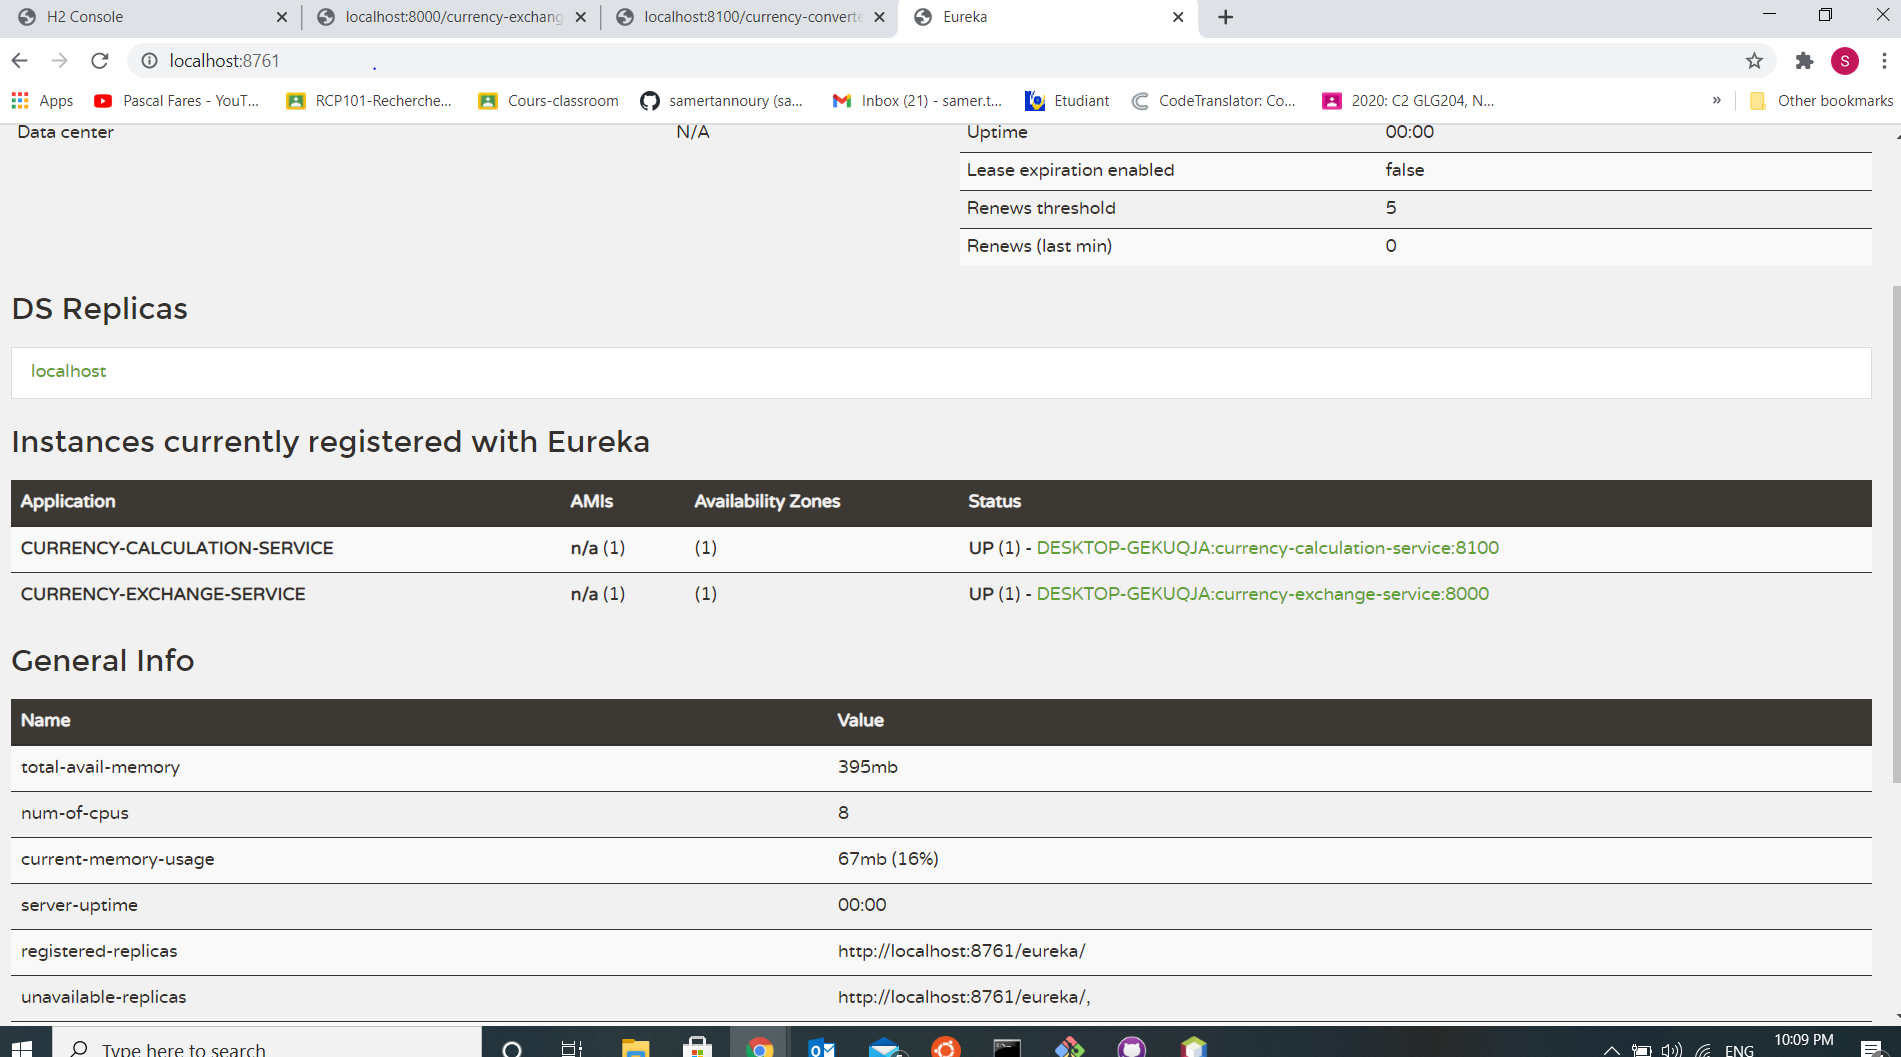 H2 Console
localhost:8000/currency-exchang
localhost:8100/currency-converte
Eureka
localhost:8761
S
Apps
Pascal Fares - YouT...
RCP101-Recherche...
Cours-classroom
samertannoury (sa...
Inbox (21) - samer.t...
Etudiant
CodeTranslator: Co...
2020: C2 GLG204, N...
»
Other bookmarks
Data center N/A
Uptime 00:00
Lease expiration enabled false
Renews threshold 5
Renews (last min) 0
DS Replicas
localhost
Instances currently registered with Eureka
Application AMIs Availability Zones Status
CURRENCY-CALCULATION-SERVICE n/a (1) (1) UP (1) - DESKTOP-GEKUQJA:currency-calculation-service:8100
CURRENCY-EXCHANGE-SERVICE n/a (1) (1) UP (1) - DESKTOP-GEKUQJA:currency-exchange-service:8000
General Info
Name Value
total-avail-memory 395mb
num-of-cpus 8
current-memory-usage 67mb (16%)
server-uptime 00:00
registered-replicas http://localhost:8761/eureka/
unavailable-replicas http://localhost:8761/eureka/,
Type here to search
ENG
10:09 PM